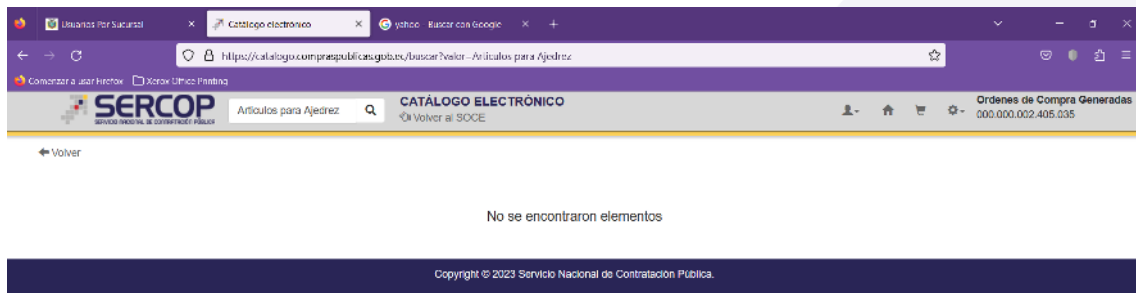 Usuarios Por Sucursal
Catálogo electrónico
yahoo - Buscar con Google
https://catalogo.compraspublicas.gob.ec/buscar?valor=Articulos para Ajedrez
Comenzar a usar Firefox
Xerox Office Printing
SERCOP
SERVICIO NACIONAL DE CONTRATACIÓN PÚBLICA
Articulos para Ajedrez
CATÁLOGO ELECTRÓNICO
Volver al SOCE
Ordenes de Compra Generadas
000.000.002.405.035
Volver
No se encontraron elementos
Copyright © 2023 Servicio Nacional de Contratación Pública.